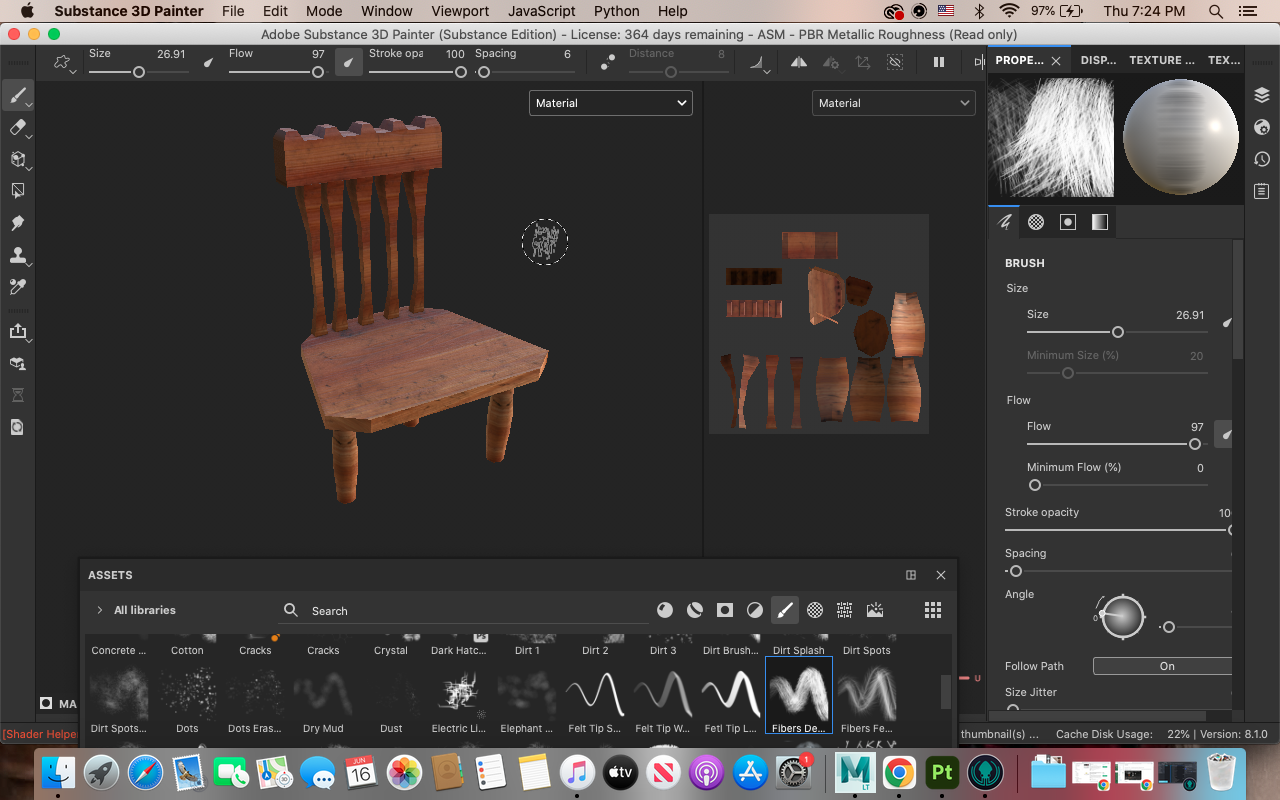 Substance 3D Painter File Edit Mode Window Viewport JavaScript Python Help 97% Thu 7:24 PM
Adobe Substance 3D Painter (Substance Edition) - License: 364 days remaining - ASM - PBR Metallic Roughness (Read only)
Size 26.91 Flow 97 Stroke opa 100 Spacing 6 Distance 8
PROPE... DISP... TEXTURE ... TEX...
Material
Material
BRUSH
Size
Size 26.91
Minimum Size (%) 20
Flow
Flow 97
Minimum Flow (%) 0
Stroke opacity 10
Spacing
Angle
0
Follow Path On
Size Jitter
ASSETS
All libraries Search
Concrete ... Cotton Cracks Cracks Crystal Dark Hatc... Dirt 1 Dirt 2 Dirt 3 Dirt Brush... Dirt Splash Dirt Spots
Dirt Spots... Dots Dots Eras... Dry Mud Dust Electric Li... Elephant ... Felt Tip S... Felt Tip W... Fetl Tip L... Fibers De... Fibers Fe...
MA
U
[Shader Helpe
thumbnail(s) ... Cache Disk Usage: 22% | Version: 8.1.0
JUN
16
tv
1
M
LT
Pt